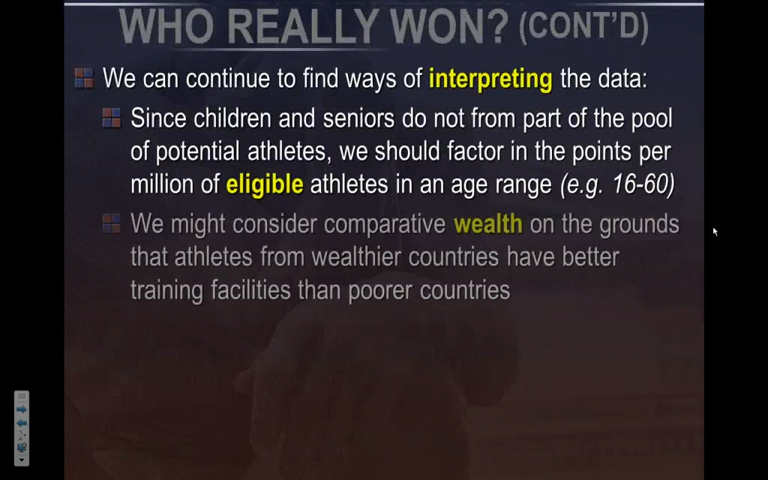 WHO REALLY WON? (CONT'D)
We can continue to find ways of interpreting the data:
Since children and seniors do not from part of the pool
of potential athletes, we should factor in the points per
million of eligible athletes in an age range (e.g. 16-60)
We might consider comparative wealth on the grounds
that athletes from wealthier countries have better
training facilities than poorer countries